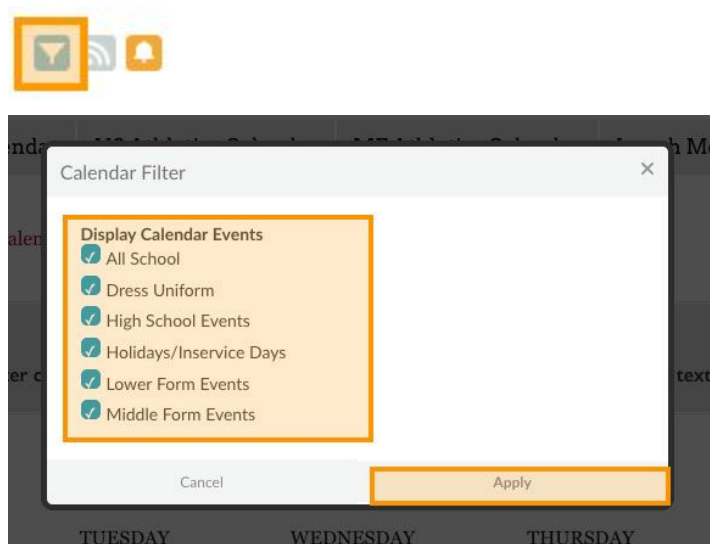 Calendar Filter
Display Calendar Events
All School
Dress Uniform
High School Events
Holidays/Inservice Days
Lower Form Events
Middle Form Events
Cancel Apply
text
TUESDAY WEDNESDAY THURSDAY